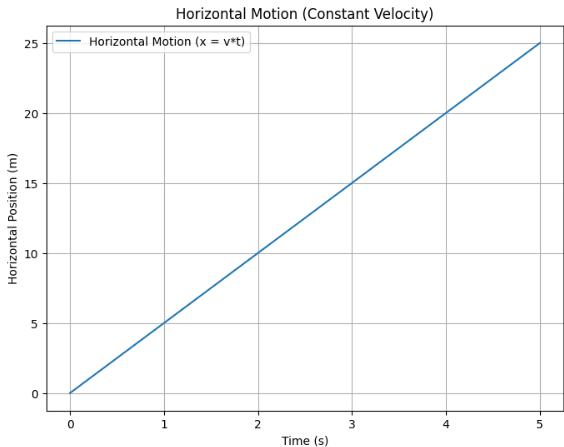 Horizontal Motion (Constant Velocity)
Horizontal Motion (x = v*t)
Horizontal Position (m)
25
20
15
10
5
0
0 1 2 3 4 5
Time (s)